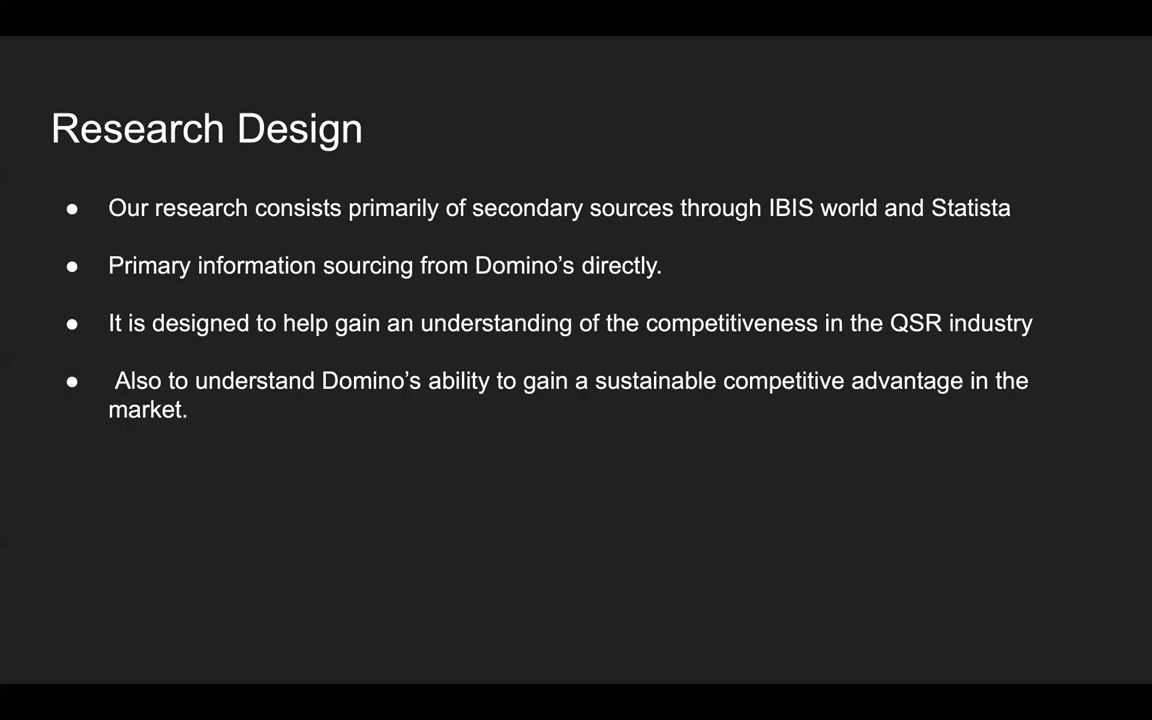 Research Design
● Our research consists primarily of secondary sources through IBIS world and Statista
● Primary information sourcing from Domino’s directly.
● It is designed to help gain an understanding of the competitiveness in the QSR industry
● Also to understand Domino’s ability to gain a sustainable competitive advantage in the
market.